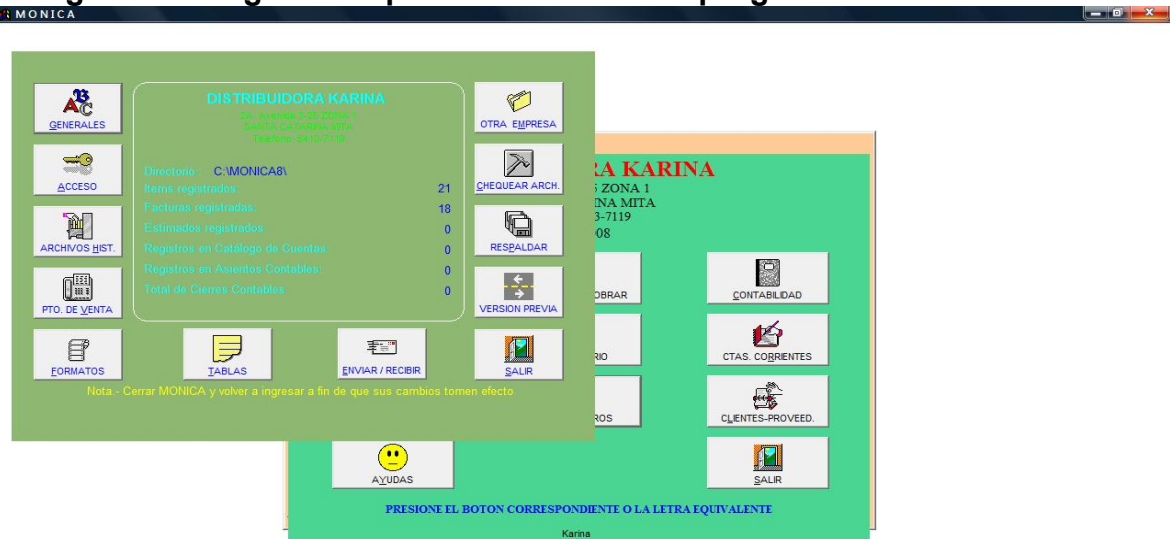 MONICA
GENERALES
ACCESO
ARCHIVOS HIST.
PTO. DE VENTA
FORMATOS
DISTRIBUIDORA KARINA
SANTA CATARINA MITA
Directorio: C:\MONICA8\
Items registrados: 21
Facturas registradas: 18
Estimados registrados 0
Registros en Catálogo de Cuentas: 0
Registros en Asientos Contables: 0
Total de Cierres Contables 0
OTRA EMPRESA
CHEQUEAR ARCH.
RESPALDAR
VERSION PREVIA
TABLAS
ENVIAR / RECIBIR
SALIR
Nota.- Cerrar MONICA y volver a ingresar a fin de que sus cambios tomen efecto
RA KARINA
ZONA 1
INA MITA
3-7119
08
OBRAR
CONTABILIDAD
RIO
CTAS. CORRIENTES
ROS
CLIENTES-PROVEED.
AYUDAS
SALIR
PRESIONE EL BOTON CORRESPONDIENTE O LA LETRA EQUIVALENTE
Karina